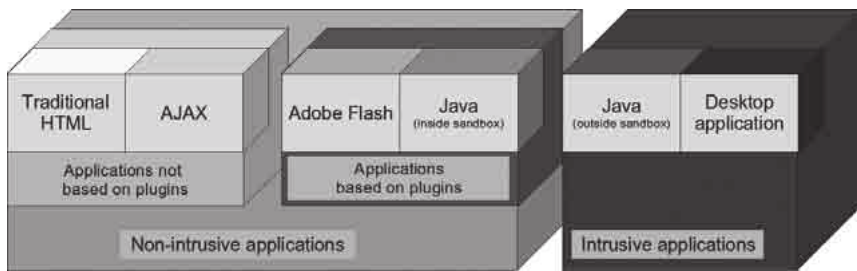 Traditional
HTML
AJAX
Adobe Flash
Java
(inside sandbox)
Java
(outside sandbox)
Desktop
application
Applications not
based on plugins
Applications
based on plugins
Non-intrusive applications
Intrusive applications